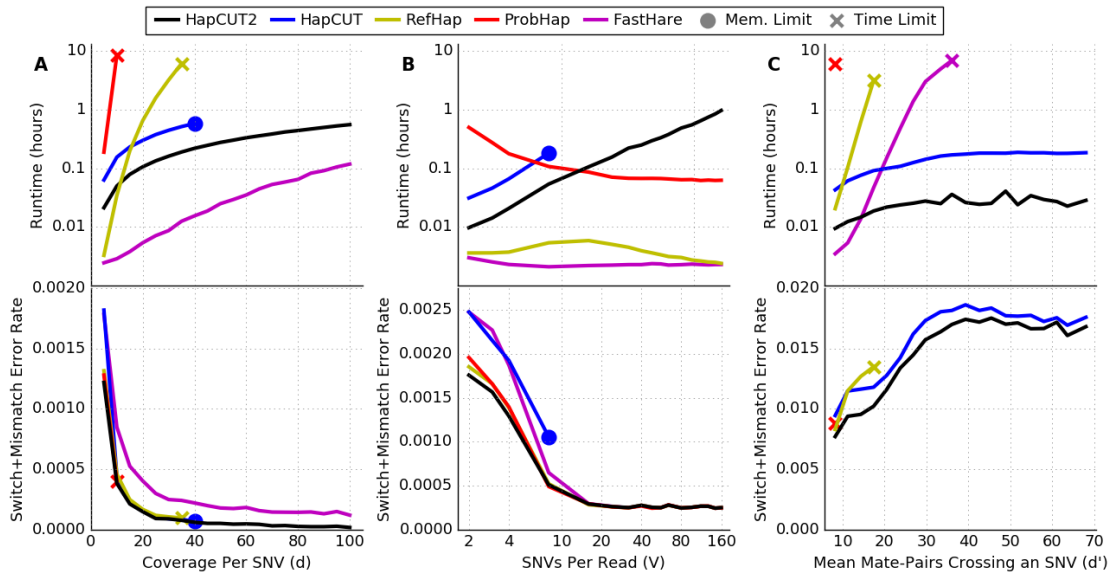 HapCUT2 HapCUT RefHap ProbHap FastHare Mem. Limit Time Limit
A
Runtime (hours)
10
1
0.1
0.01
B
Runtime (hours)
10
1
0.1
0.01
C
Runtime (hours)
10
1
0.1
0.01
Switch+Mismatch Error Rate
0.0020
0.0015
0.0010
0.0005
0.0000
0 20 40 60 80 100
Coverage Per SNV (d)
Switch+Mismatch Error Rate
0.0025
0.0020
0.0015
0.0010
0.0005
0.0000
2 4 10 20 40 80 160
SNVs Per Read (V)
Switch+Mismatch Error Rate
0.020
0.015
0.010
0.005
0.000
10 20 30 40 50 60 70
Mean Mate-Pairs Crossing an SNV (d')